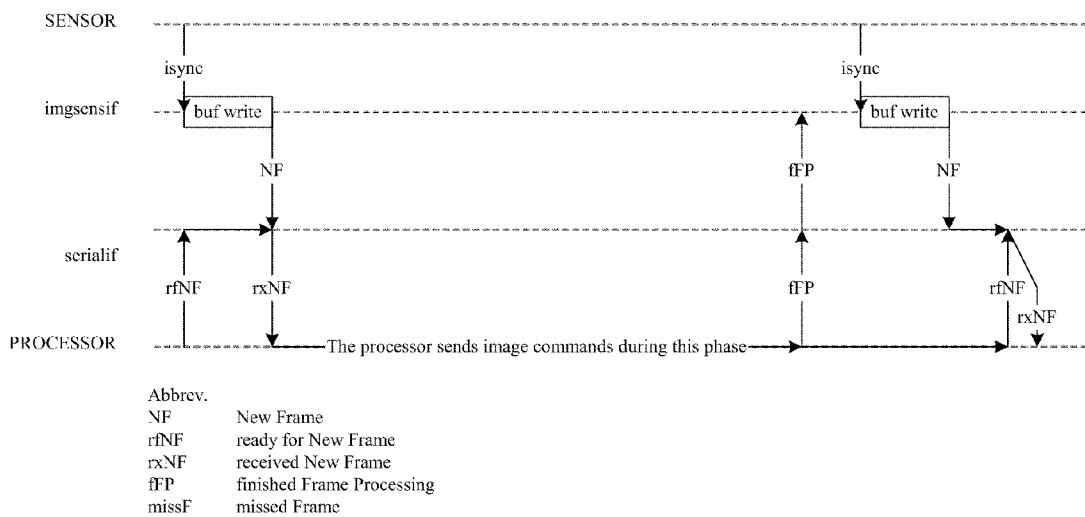 SENSOR
isync isync
imgsensif buf write buf write
NF fFP NF
serialif
rfNF rxNF fFP rfNF rxNF
PROCESSOR The processor sends image commands during this phase
Abbrev.
NF New Frame
rfNF ready for New Frame
rxNF received New Frame
fFP finished Frame Processing
missF missed Frame